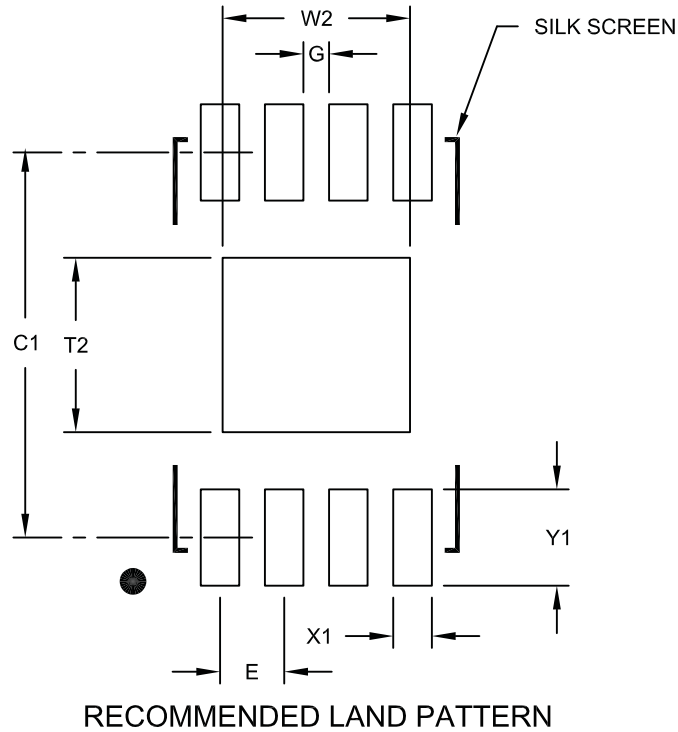 W2
SILK SCREEN
G
C1
T2
Y1
X1
E
RECOMMENDED LAND PATTERN